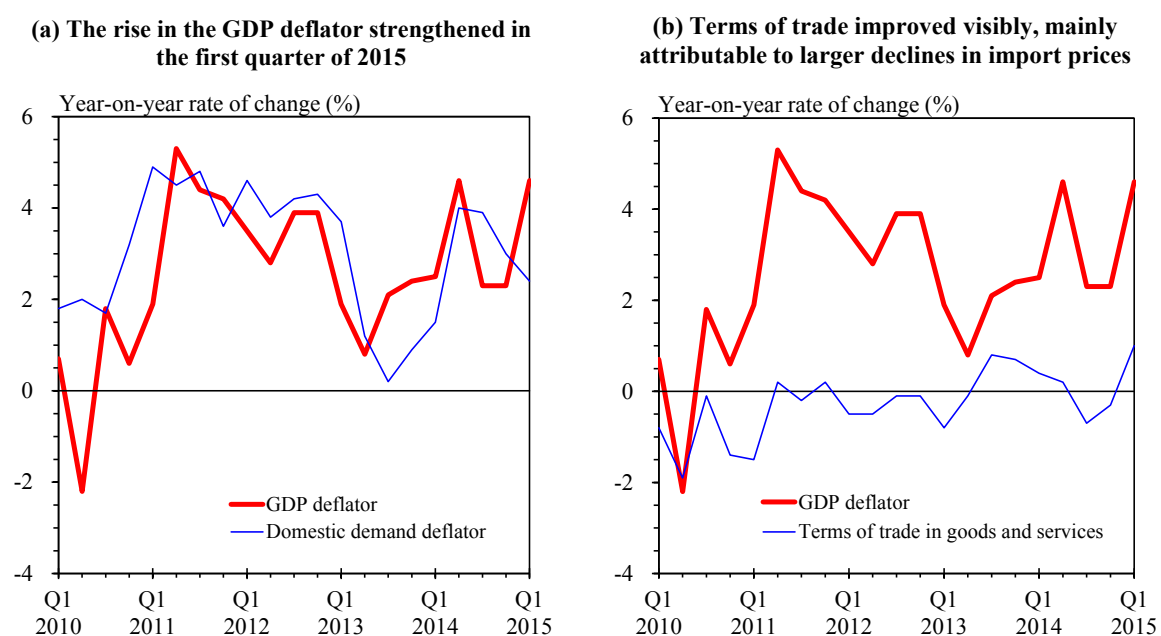 (a) The rise in the GDP deflator strengthened in
the first quarter of 2015
Year-on-year rate of change (%)
6
4
2
0
-2
-4
GDP deflator
Domestic demand deflator
Q1 Q1 Q1 Q1 Q1 Q1
2010 2011 2012 2013 2014 2015
(b) Terms of trade improved visibly, mainly
attributable to larger declines in import prices
Year-on-year rate of change (%)
6
4
2
0
-2
-4
GDP deflator
Terms of trade in goods and services
Q1 Q1 Q1 Q1 Q1 Q1
2010 2011 2012 2013 2014 2015